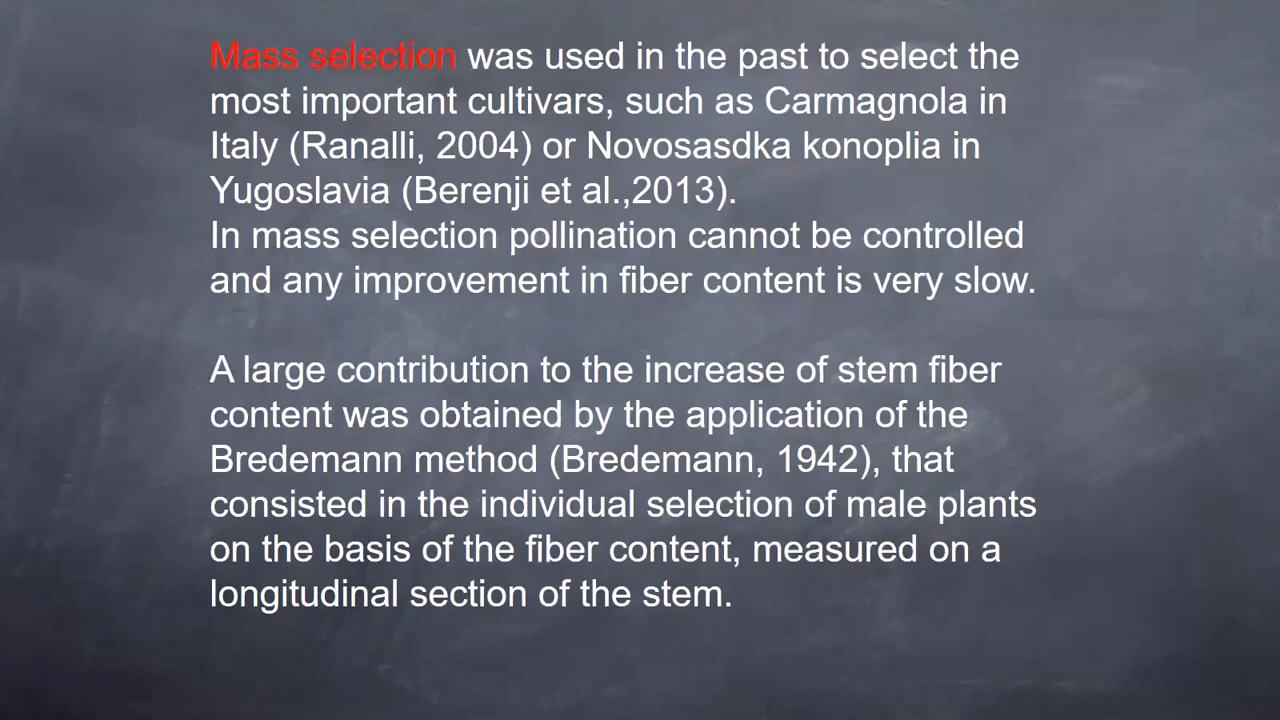 Mass selection was used in the past to select the
most important cultivars, such as Carmagnola in
Italy (Ranalli, 2004) or Novosasdka konoplia in
Yugoslavia (Berenji et al.,2013).
In mass selection pollination cannot be controlled
and any improvement in fiber content is very slow.
A large contribution to the increase of stem fiber
content was obtained by the application of the
Bredemann method (Bredemann, 1942), that
consisted in the individual selection of male plants
on the basis of the fiber content, measured on a
longitudinal section of the stem.